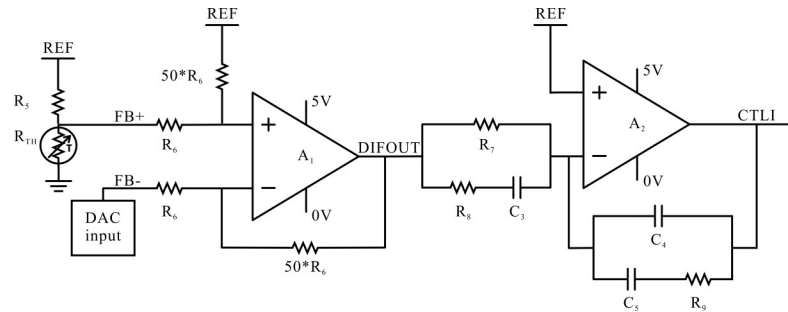 REF
REF
REF
50*R6
5V
5V
R5
FB+
CTLI
RTH
T
R6
+
A1
DIFOUT
R7
+
A2
FB-
−
−
R6
0V
0V
DAC
input
R8
C3
C4
50*R6
C5
R9